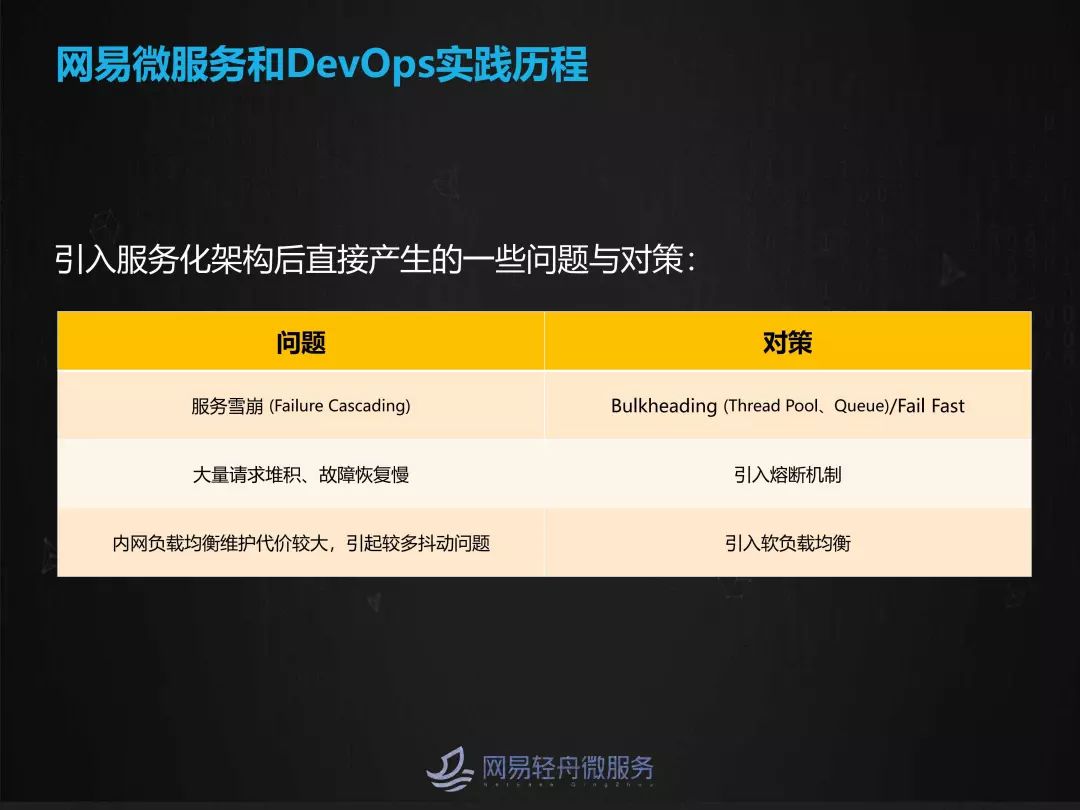 网易微服务和DevOps实践历程
引入服务化架构后直接产生的一些问题与对策：
问题
对策
服务雪崩 (Failure Cascading)
Bulkheading (Thread Pool、Queue)/Fail Fast
大量请求堆积、故障恢复慢
引入熔断机制
内网负载均衡维护代价较大，引起较多抖动问题
引入软负载均衡
网易轻舟微服务
Netease QingZhou